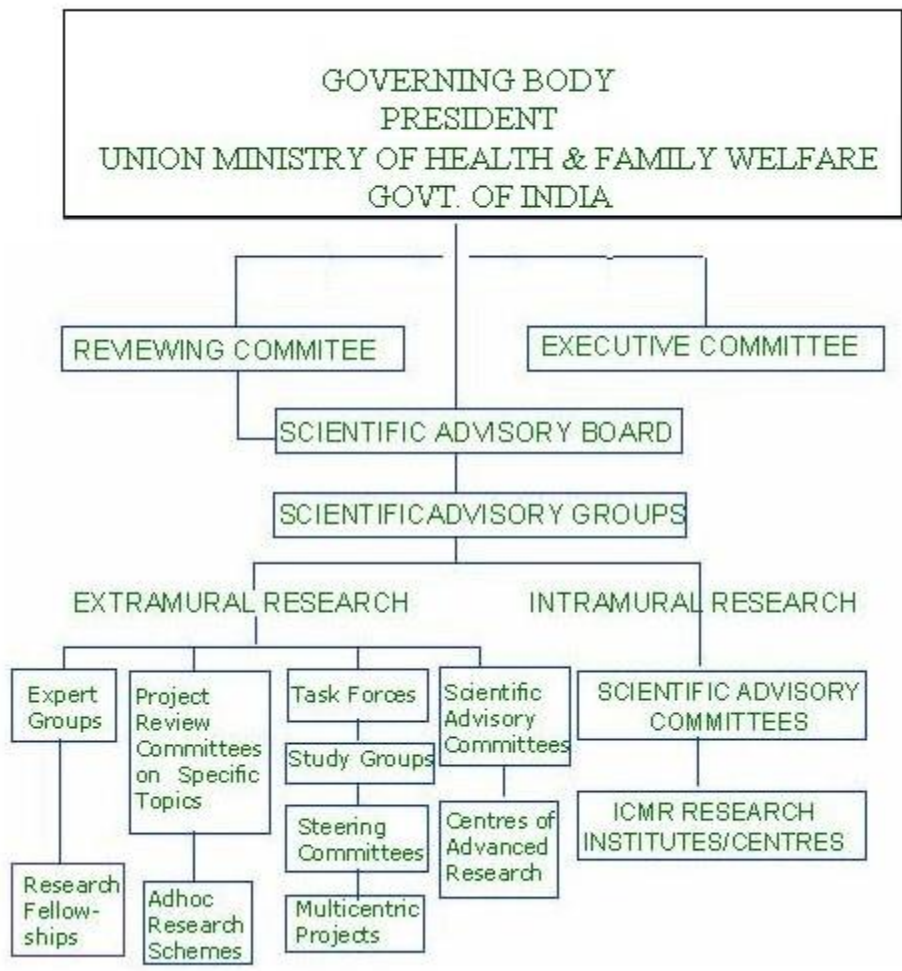 GOVERNING BODY
PRESIDENT
UNION MINISTRY OF HEALTH & FAMILY WELFARE
GOVT. OF INDIA
REVIEWING COMMITEE
EXECUTIVE COMMITTEE
SCIENTIFIC ADVISORY BOARD
SCIENTIFICADVISORY GROUPS
EXTRAMURAL RESEARCH
INTRAMURAL RESEARCH
Expert
Groups
Project
Review
Committees
on Specific
Topics
Task Forces
Study Groups
Steering
Committees
Multicentric
Projects
Scientific
Advisory
Committees
Centres of
Advanced
Research
SCIENTIFIC ADVISORY
COMMITTEES
ICMR RESEARCH
INSTITUTES/CENTRES
Research
Fellow-
ships
Adhoc
Research
Schemes